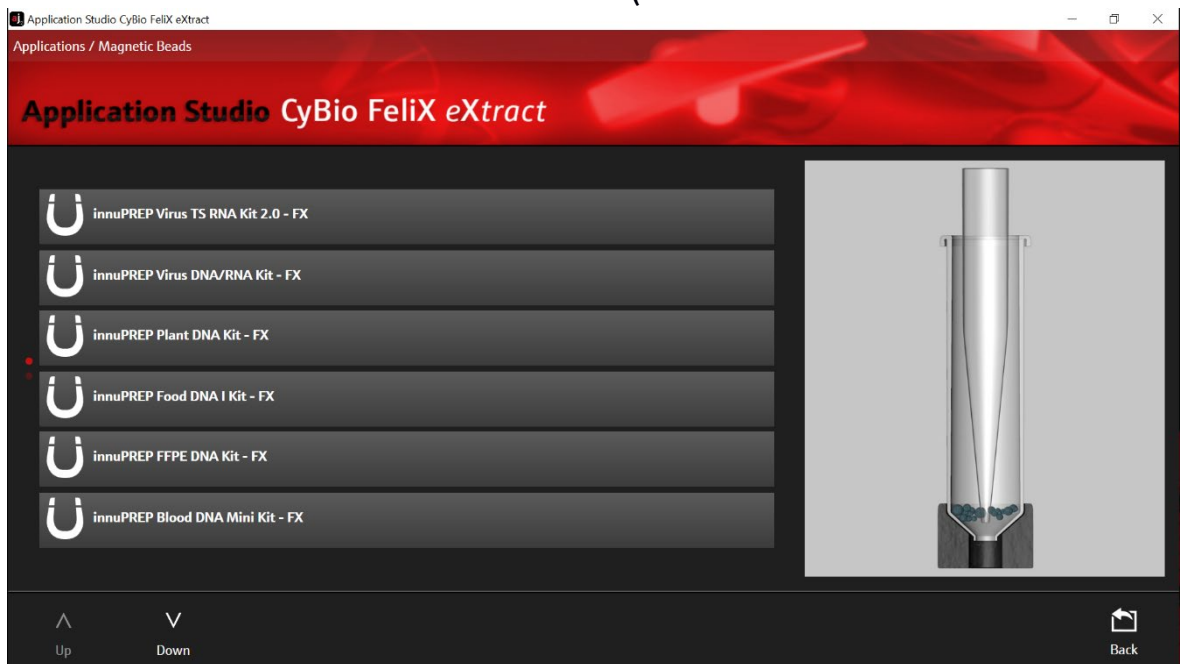 Application Studio CyBio FeliX eXtract
Applications / Magnetic Beads
Application Studio CyBio FeliX eXtract
innuPREP Virus TS RNA Kit 2.0 - FX
innuPREP Virus DNA/RNA Kit - FX
innuPREP Plant DNA Kit - FX
innuPREP Food DNA I Kit - FX
innuPREP FFPE DNA Kit - FX
innuPREP Blood DNA Mini Kit - FX
Up
Down
Back